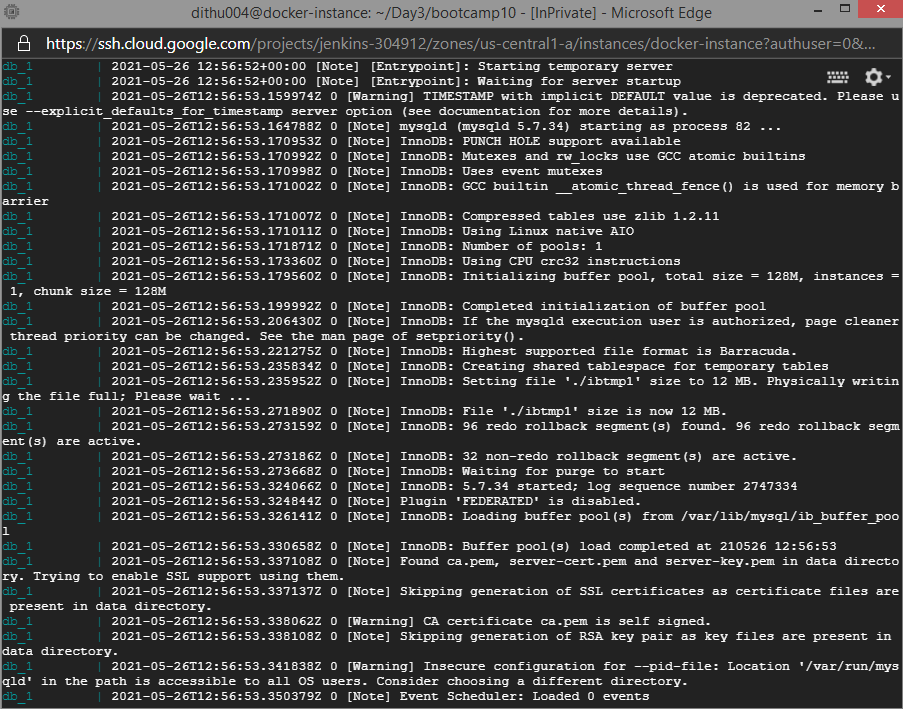 dithu004@docker-instance: ~/Day3/bootcamp10 - [InPrivate] - Microsoft Edge
https://ssh.cloud.google.com/projects/jenkins-304912/zones/us-central1-a/instances/docker-instance?authuser=0&...
db_1 | 2021-05-26 12:56:52+00:00 [Note] [Entrypoint]: Starting temporary server
db_1 | 2021-05-26 12:56:52+00:00 [Note] [Entrypoint]: Waiting for server startup
db_1 | 2021-05-26T12:56:53.159974Z 0 [Warning] TIMESTAMP with implicit DEFAULT value is deprecated. Please u
se --explicit_defaults_for_timestamp server option (see documentation for more details).
db_1 | 2021-05-26T12:56:53.164788Z 0 [Note] mysqld (mysqld 5.7.34) starting as process 82 ...
db_1 | 2021-05-26T12:56:53.170953Z 0 [Note] InnoDB: PUNCH HOLE support available
db_1 | 2021-05-26T12:56:53.170992Z 0 [Note] InnoDB: Mutexes and rw_locks use GCC atomic builtins
db_1 | 2021-05-26T12:56:53.170998Z 0 [Note] InnoDB: Uses event mutexes
db_1 | 2021-05-26T12:56:53.171002Z 0 [Note] InnoDB: GCC builtin __atomic_thread_fence() is used for memory b
arrier
db_1 | 2021-05-26T12:56:53.171007Z 0 [Note] InnoDB: Compressed tables use zlib 1.2.11
db_1 | 2021-05-26T12:56:53.171011Z 0 [Note] InnoDB: Using Linux native AIO
db_1 | 2021-05-26T12:56:53.171871Z 0 [Note] InnoDB: Number of pools: 1
db_1 | 2021-05-26T12:56:53.173360Z 0 [Note] InnoDB: Using CPU crc32 instructions
db_1 | 2021-05-26T12:56:53.179560Z 0 [Note] InnoDB: Initializing buffer pool, total size = 128M, instances =
1, chunk size = 128M
db_1 | 2021-05-26T12:56:53.199992Z 0 [Note] InnoDB: Completed initialization of buffer pool
db_1 | 2021-05-26T12:56:53.206430Z 0 [Note] InnoDB: If the mysqld execution user is authorized, page cleaner
thread priority can be changed. See the man page of setpriority().
db_1 | 2021-05-26T12:56:53.221275Z 0 [Note] InnoDB: Highest supported file format is Barracuda.
db_1 | 2021-05-26T12:56:53.235834Z 0 [Note] InnoDB: Creating shared tablespace for temporary tables
db_1 | 2021-05-26T12:56:53.235952Z 0 [Note] InnoDB: Setting file './ibtmp1' size to 12 MB. Physically writin
g the file full; Please wait ...
db_1 | 2021-05-26T12:56:53.271890Z 0 [Note] InnoDB: File './ibtmp1' size is now 12 MB.
db_1 | 2021-05-26T12:56:53.273159Z 0 [Note] InnoDB: 96 redo rollback segment(s) found. 96 redo rollback segm
ent(s) are active.
db_1 | 2021-05-26T12:56:53.273186Z 0 [Note] InnoDB: 32 non-redo rollback segment(s) are active.
db_1 | 2021-05-26T12:56:53.273668Z 0 [Note] InnoDB: Waiting for purge to start
db_1 | 2021-05-26T12:56:53.324066Z 0 [Note] InnoDB: 5.7.34 started; log sequence number 2747334
db_1 | 2021-05-26T12:56:53.324844Z 0 [Note] Plugin 'FEDERATED' is disabled.
db_1 | 2021-05-26T12:56:53.326141Z 0 [Note] InnoDB: Loading buffer pool(s) from /var/lib/mysql/ib_buffer_poo
l
db_1 | 2021-05-26T12:56:53.330658Z 0 [Note] InnoDB: Buffer pool(s) load completed at 210526 12:56:53
db_1 | 2021-05-26T12:56:53.337108Z 0 [Note] Found ca.pem, server-cert.pem and server-key.pem in data directo
ry. Trying to enable SSL support using them.
db_1 | 2021-05-26T12:56:53.337137Z 0 [Note] Skipping generation of SSL certificates as certificate files are
present in data directory.
db_1 | 2021-05-26T12:56:53.338062Z 0 [Warning] CA certificate ca.pem is self signed.
db_1 | 2021-05-26T12:56:53.338108Z 0 [Note] Skipping generation of RSA key pair as key files are present in
data directory.
db_1 | 2021-05-26T12:56:53.341838Z 0 [Warning] Insecure configuration for --pid-file: Location '/var/run/mys
qld' in the path is accessible to all OS users. Consider choosing a different directory.
db_1 | 2021-05-26T12:56:53.350379Z 0 [Note] Event Scheduler: Loaded 0 events